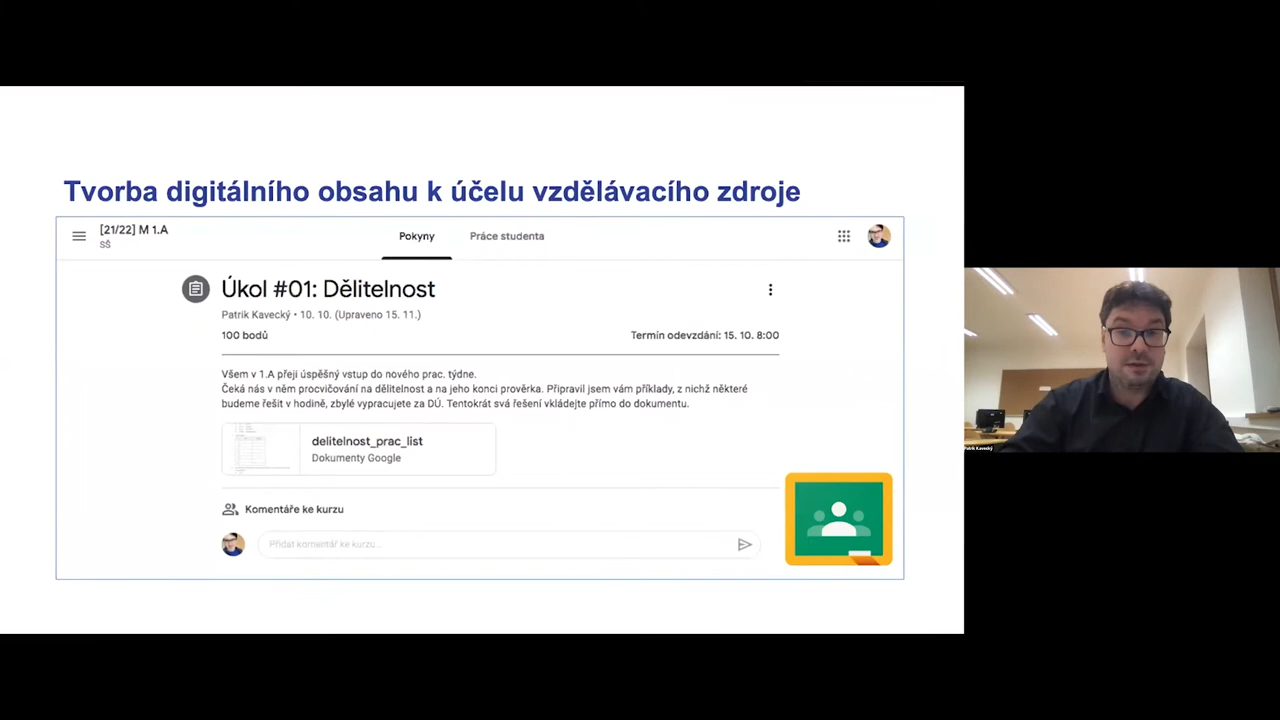 Tvorba digitálního obsahu k účelu vzdělávacího zdroje
[21/22] M 1.A
SŠ
Pokyny
Práce studenta
Úkol #01: Dělitelnost
Patrik Kavecký • 10. 10. (Upraveno 15. 11.)
100 bodů
Termín odevzdání: 15. 10. 8:00
Všem v 1.A přeji úspěšný vstup do nového prac. týdne.
Čeká nás v něm procvičování na dělitelnost a na jeho konci prověrka. Připravil jsem vám příklady, z nichž některé
budeme řešit v hodině, zbylé vypracujete za DÚ. Tentokrát svá řešení vkládejte přímo do dokumentu.
delitelnost_prac_list
Dokumenty Google
Komentáře ke kurzu
Přidat komentář ke kurzu...
Patrik Kavecký